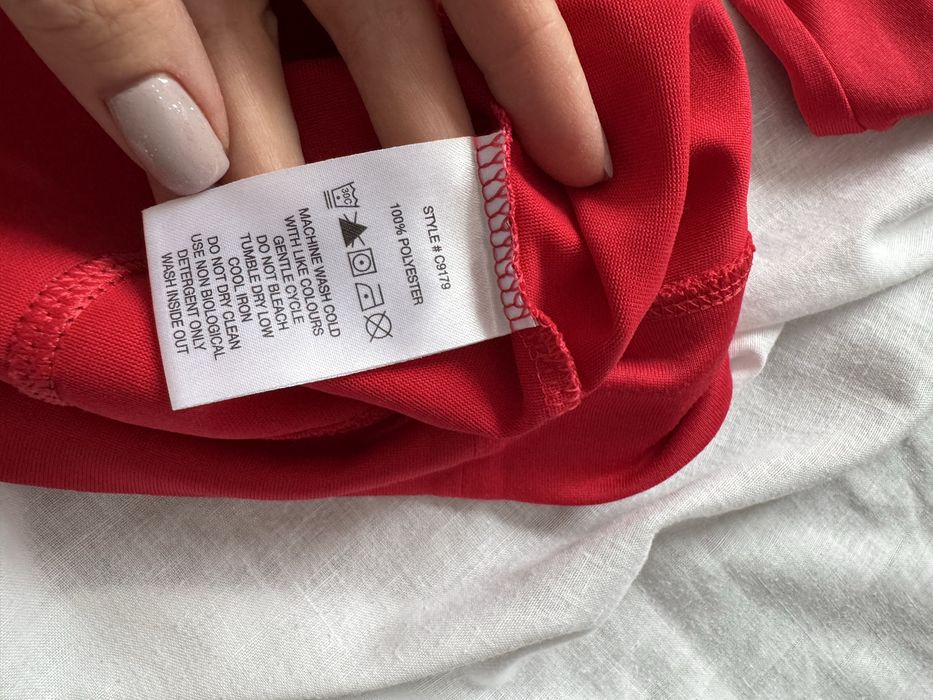 STYLE # C9179
100% POLYESTER
30C
MACHINE WASH COLD
WITH LIKE COLOURS
GENTLE CYCLE
DO NOT BLEACH
TUMBLE DRY LOW
COOL IRON
DO NOT DRY CLEAN
USE NON BIOLOGICAL
DETERGENT ONLY
WASH INSIDE OUT